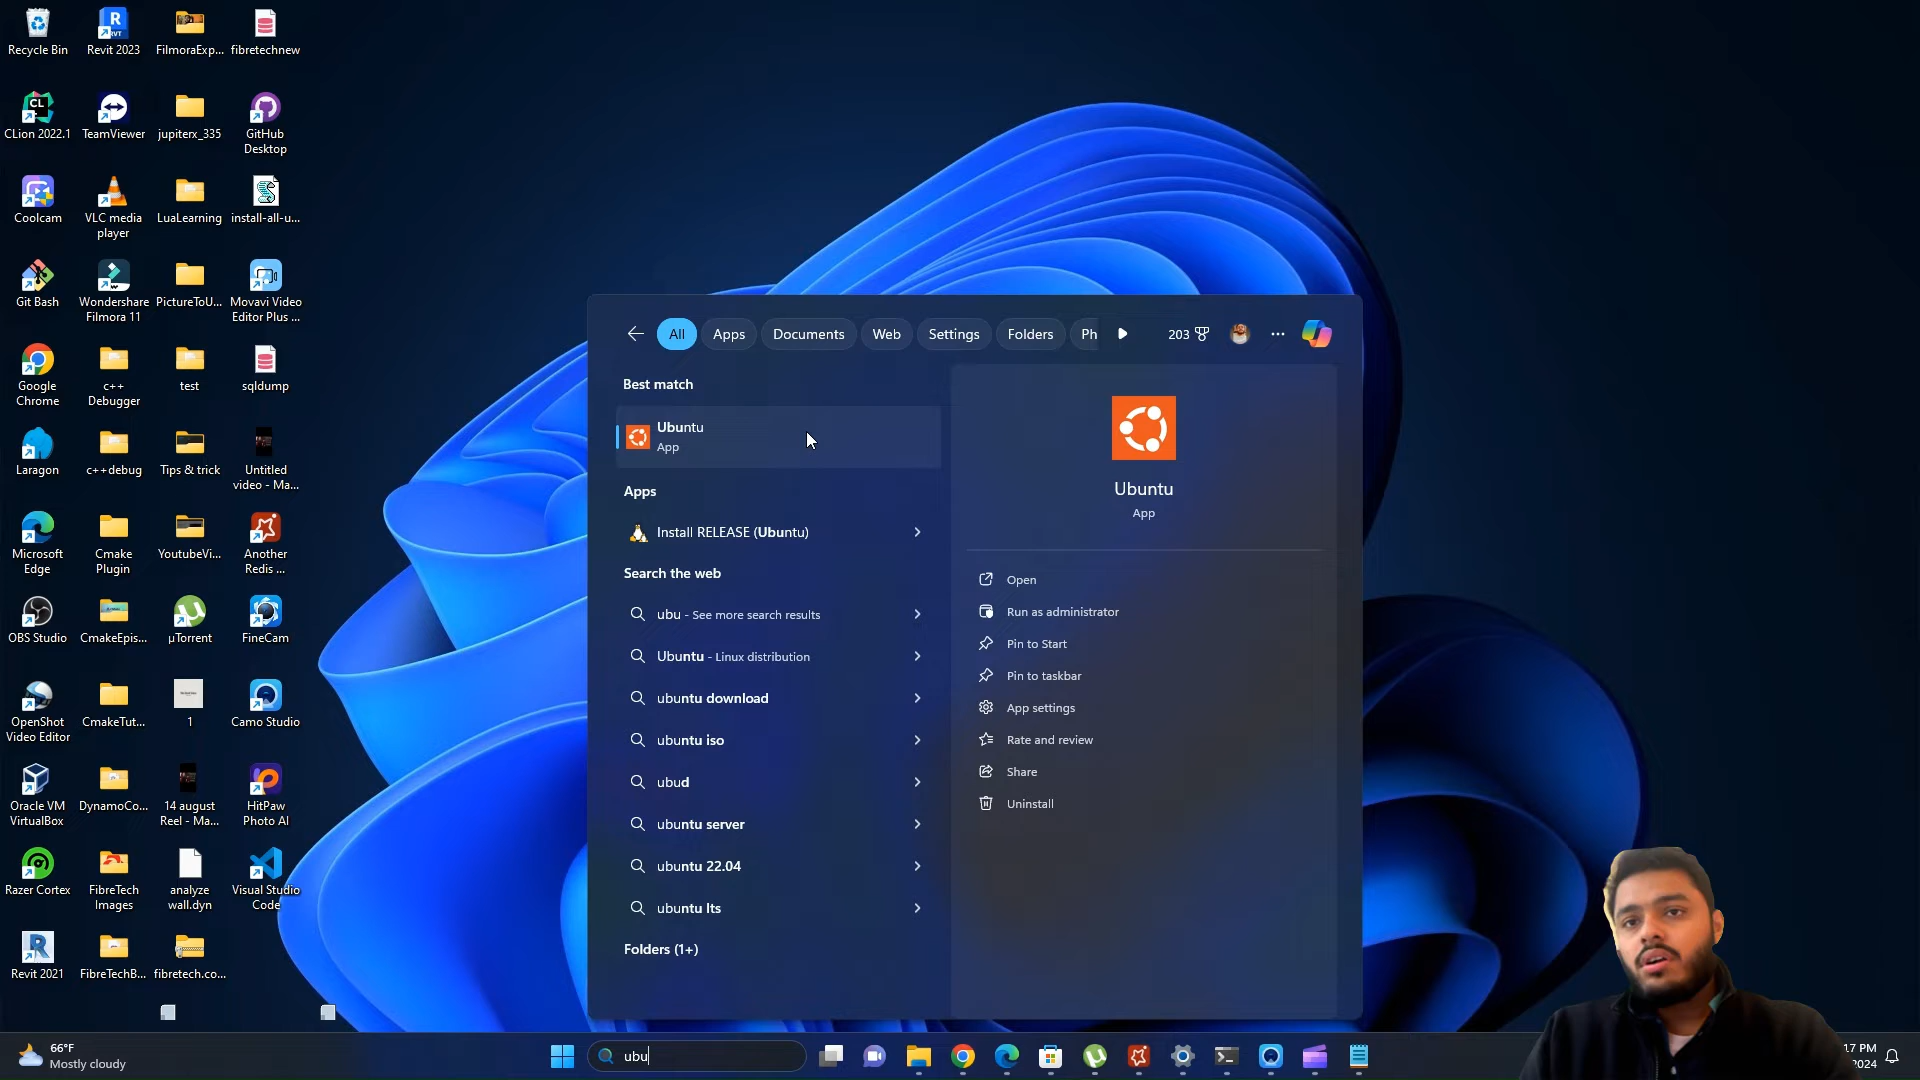 Recycle Bin
Revit 2023
FilmoraExp...
fibretechnew
CLion 2022.1
TeamViewer
jupiterx_335
GitHub
Desktop
Coolcam
VLC media
player
LuaLearning
install-all-u...
Git Bash
Wondershare
Filmora 11
PictureToU...
Movavi Video
Editor Plus ...
Google
Chrome
c++
Debugger
test
sqldump
Laragon
c++debug
Tips & trick
Untitled
video - Ma...
Microsoft
Edge
Cmake
Plugin
YoutubeVi...
Another
Redis ...
OBS Studio
CmakeEpis...
µTorrent
FineCam
OpenShot
Video Editor
CmakeTut...
1
Camo Studio
Oracle VM
VirtualBox
DynamoCo...
14 august
Reel - Ma...
HitPaw
Photo AI
Razer Cortex
FibreTech
Images
analyze
wall.dyn
Visual Studio
Code
Revit 2021
FibreTechB...
fibretech.co...
All
Apps
Documents
Web
Settings
Folders
Ph
203
Best match
Ubuntu
App
Apps
Install RELEASE (Ubuntu)
Search the web
ubu - See more search results
Ubuntu - Linux distribution
ubuntu download
ubuntu iso
ubud
ubuntu server
ubuntu 22.04
ubuntu lts
Folders (1+)
Ubuntu
App
Open
Run as administrator
Pin to Start
Pin to taskbar
App settings
Rate and review
Share
Uninstall
66°F
Mostly cloudy
ubu
17 PM
2024